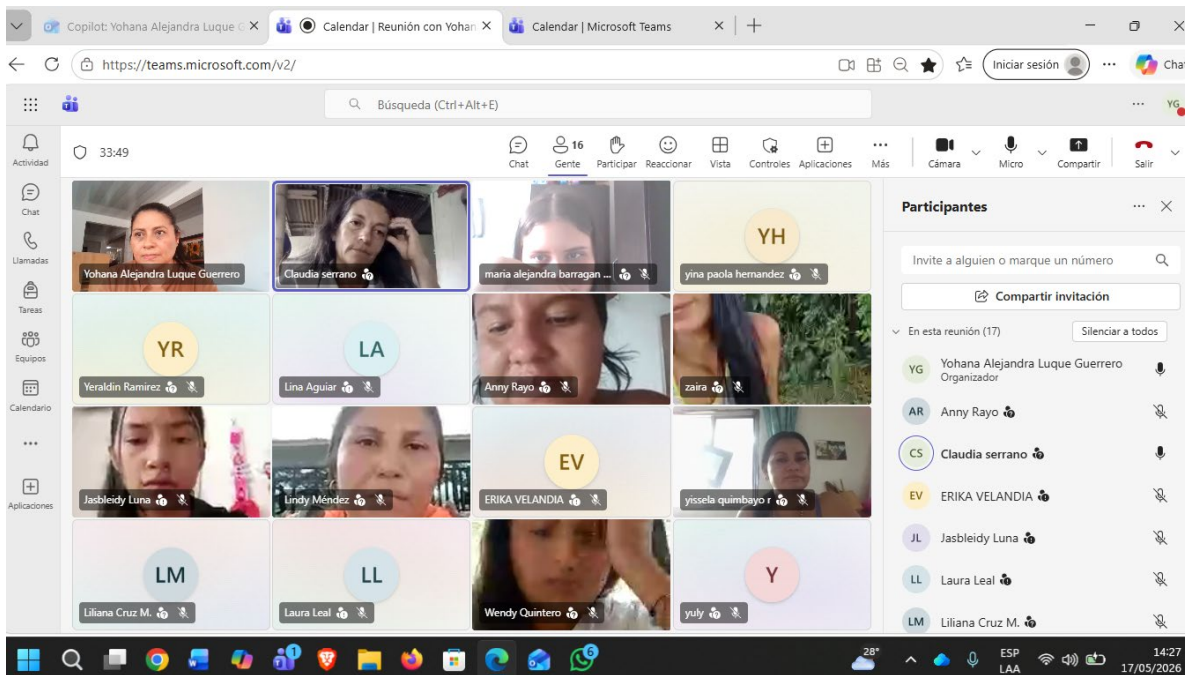 Copilot: Yohana Alejandra Luque G
Calendar | Reunión con Yohan
Calendar | Microsoft Teams
https://teams.microsoft.com/v2/
Iniciar sesión
Chat
Búsqueda (Ctrl+Alt+E)
YG
33:49
16
Chat
Gente
Participar
Reaccionar
Vista
Controles
Aplicaciones
Más
Cámara
Micro
Compartir
Salir
Actividad
Chat
Llamadas
Tareas
Equipos
Calendario
Aplicaciones
Yohana Alejandra Luque Guerrero
Claudia serrano
maria alejandra barragan ...
YH
yina paola hernandez
YR
Yeraldin Ramirez
LA
Lina Aguiar
Anny Rayo
zaira
Jasbleidy Luna
Lindy Méndez
EV
ERIKA VELANDIA
yissela quimbayo r
LM
Liliana Cruz M.
LL
Laura Leal
Wendy Quintero
Y
yuly
Participantes
Invite a alguien o marque un número
Compartir invitación
En esta reunión (17)
Silenciar a todos
YG
Yohana Alejandra Luque Guerrero
Organizador
AR
Anny Rayo
CS
Claudia serrano
EV
ERIKA VELANDIA
JL
Jasbleidy Luna
LL
Laura Leal
LM
Liliana Cruz M.
1
6
28°
ESP
LAA
14:27
17/05/2026